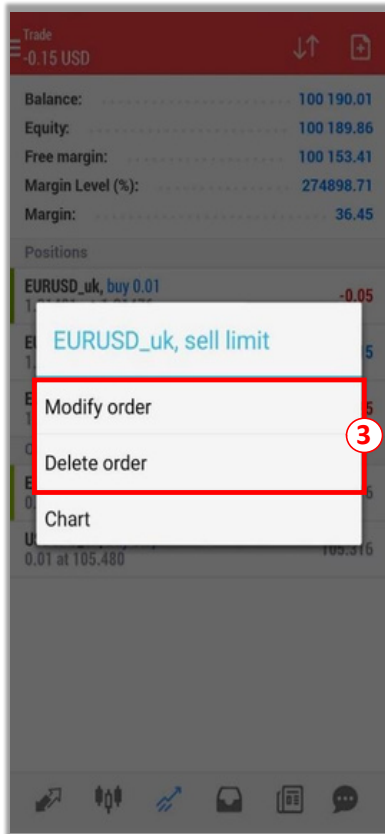 Trade
-0.15 USD
Balance: 100 190.01
Equity: 100 189.86
Free margin: 100 153.41
Margin Level (%): 274898.71
Margin: 36.45
Positions
EURUSD_uk, buy 0.01
-0.05
EURUSD_uk, sell limit
Modify order
Delete order
3
Chart
0.01 at 105.480
105.316